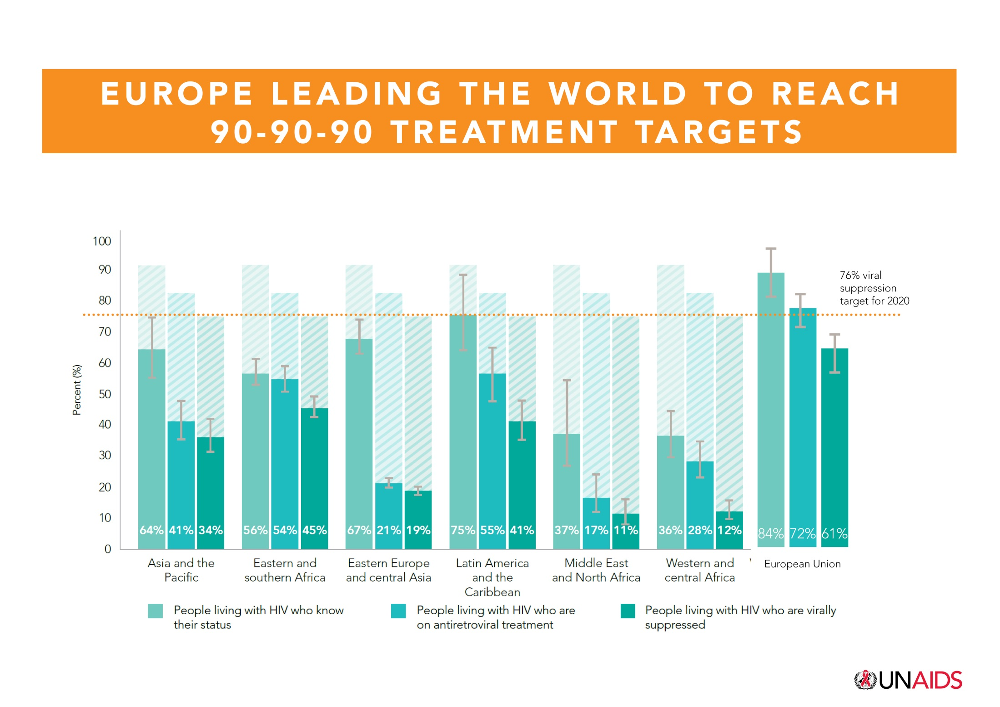 EUROPE LEADING THE WORLD TO REACH
90-90-90 TREATMENT TARGETS
100
90
80
70
60
50
40
30
20
10
0
Percent (%)
76% viral
suppression
target for 2020
64% 41% 34%
56% 54% 45%
67% 21% 19%
75% 55% 41%
37% 17% 11%
36% 28% 12%
84% 72% 61%
Asia and the
Pacific
Eastern and
southern Africa
Eastern Europe
and central Asia
Latin America
and the
Caribbean
Middle East
and North Africa
Western and
central Africa
European Union
People living with HIV who know
their status
People living with HIV who are
on antiretroviral treatment
People living with HIV who are virally
suppressed
UNAIDS